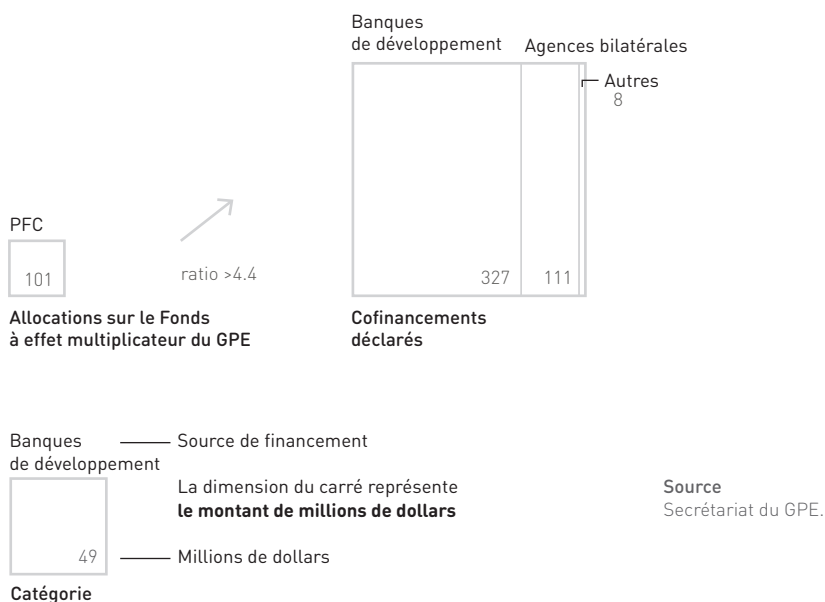 Banques
de développement
Agences bilatérales
Autres
8
PFC
101
ratio >4.4
327
111
Allocations sur le Fonds
à effet multiplicateur du GPE
Cofinancements
déclarés
Banques
de développement
Source de financement
La dimension du carré représente
le montant de millions de dollars
49
Millions de dollars
Catégorie
Source
Secrétariat du GPE.